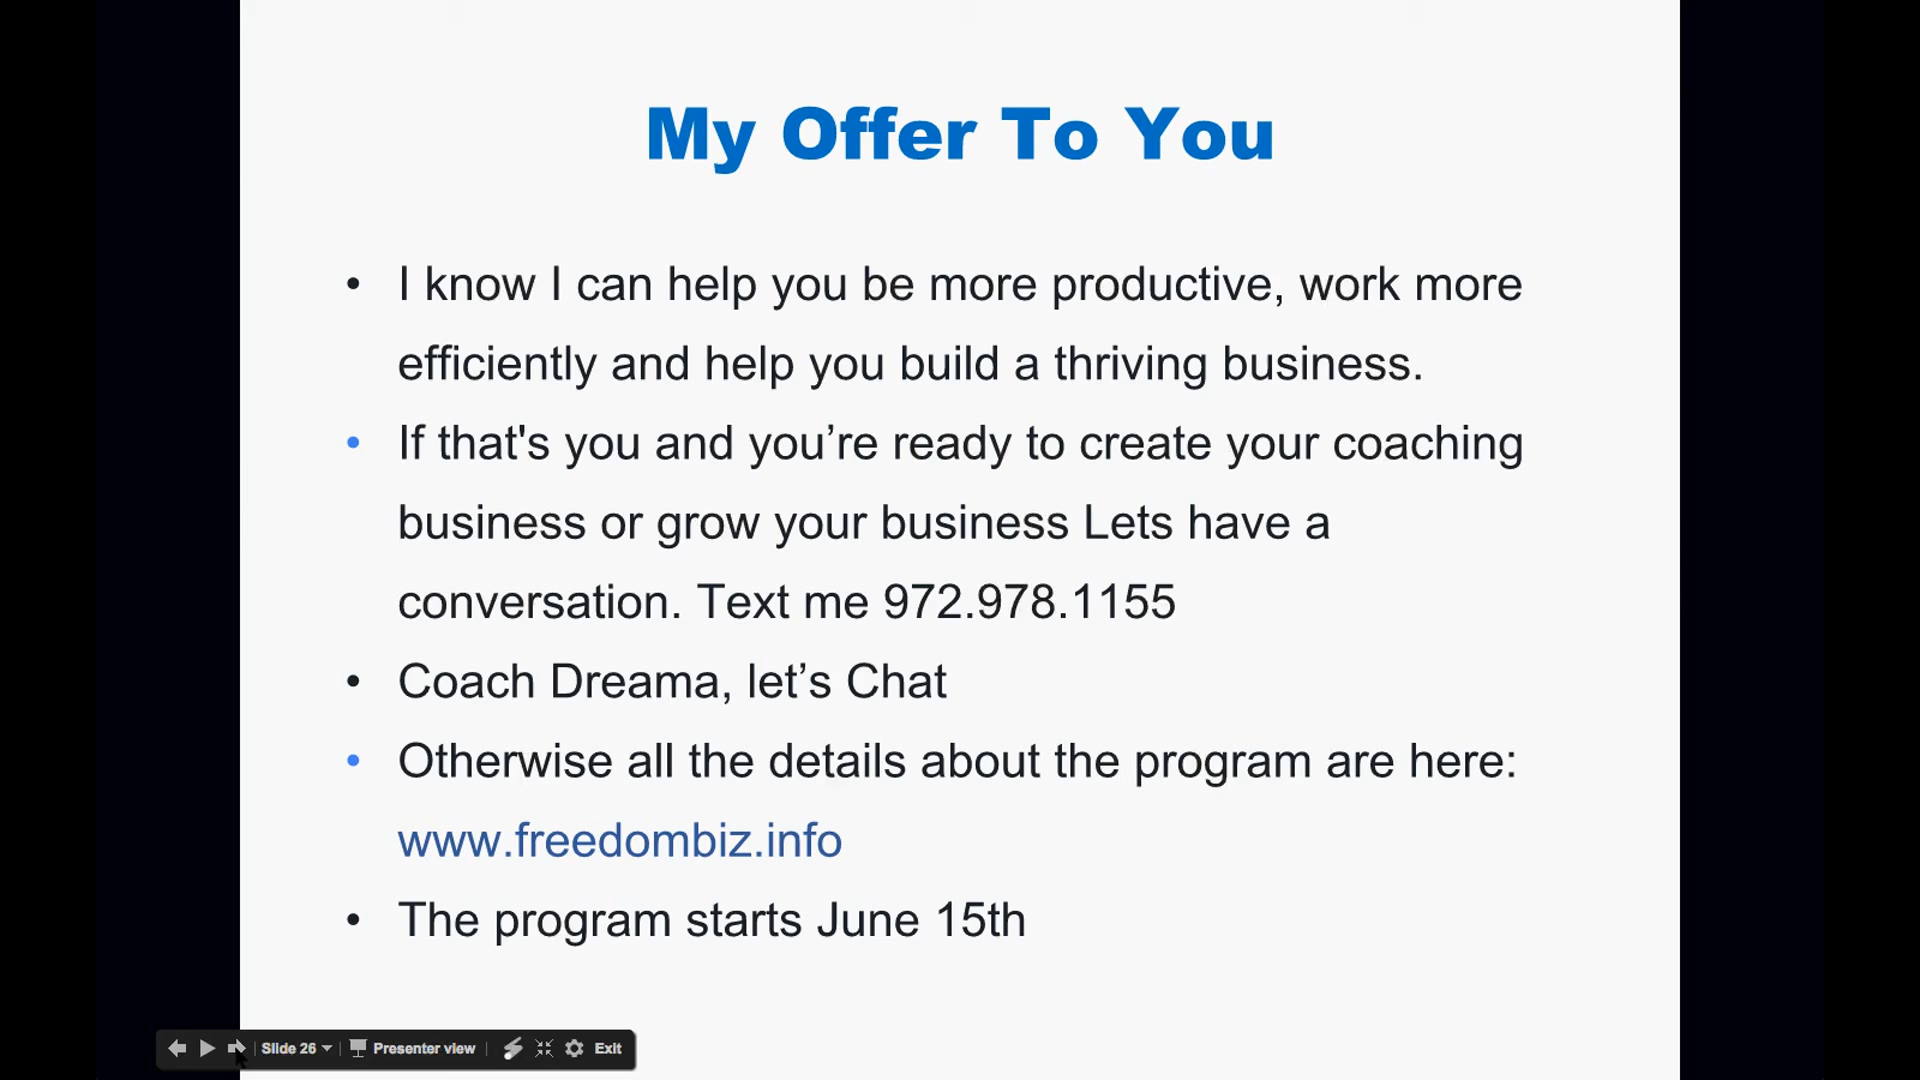 My Offer To You
• I know I can help you be more productive, work more
efficiently and help you build a thriving business.
• If that's you and you’re ready to create your coaching
business or grow your business Lets have a
conversation. Text me 972.978.1155
• Coach Dreama, let’s Chat
• Otherwise all the details about the program are here:
www.freedombiz.info
• The program starts June 15th
Slide 26 Presenter view Exit